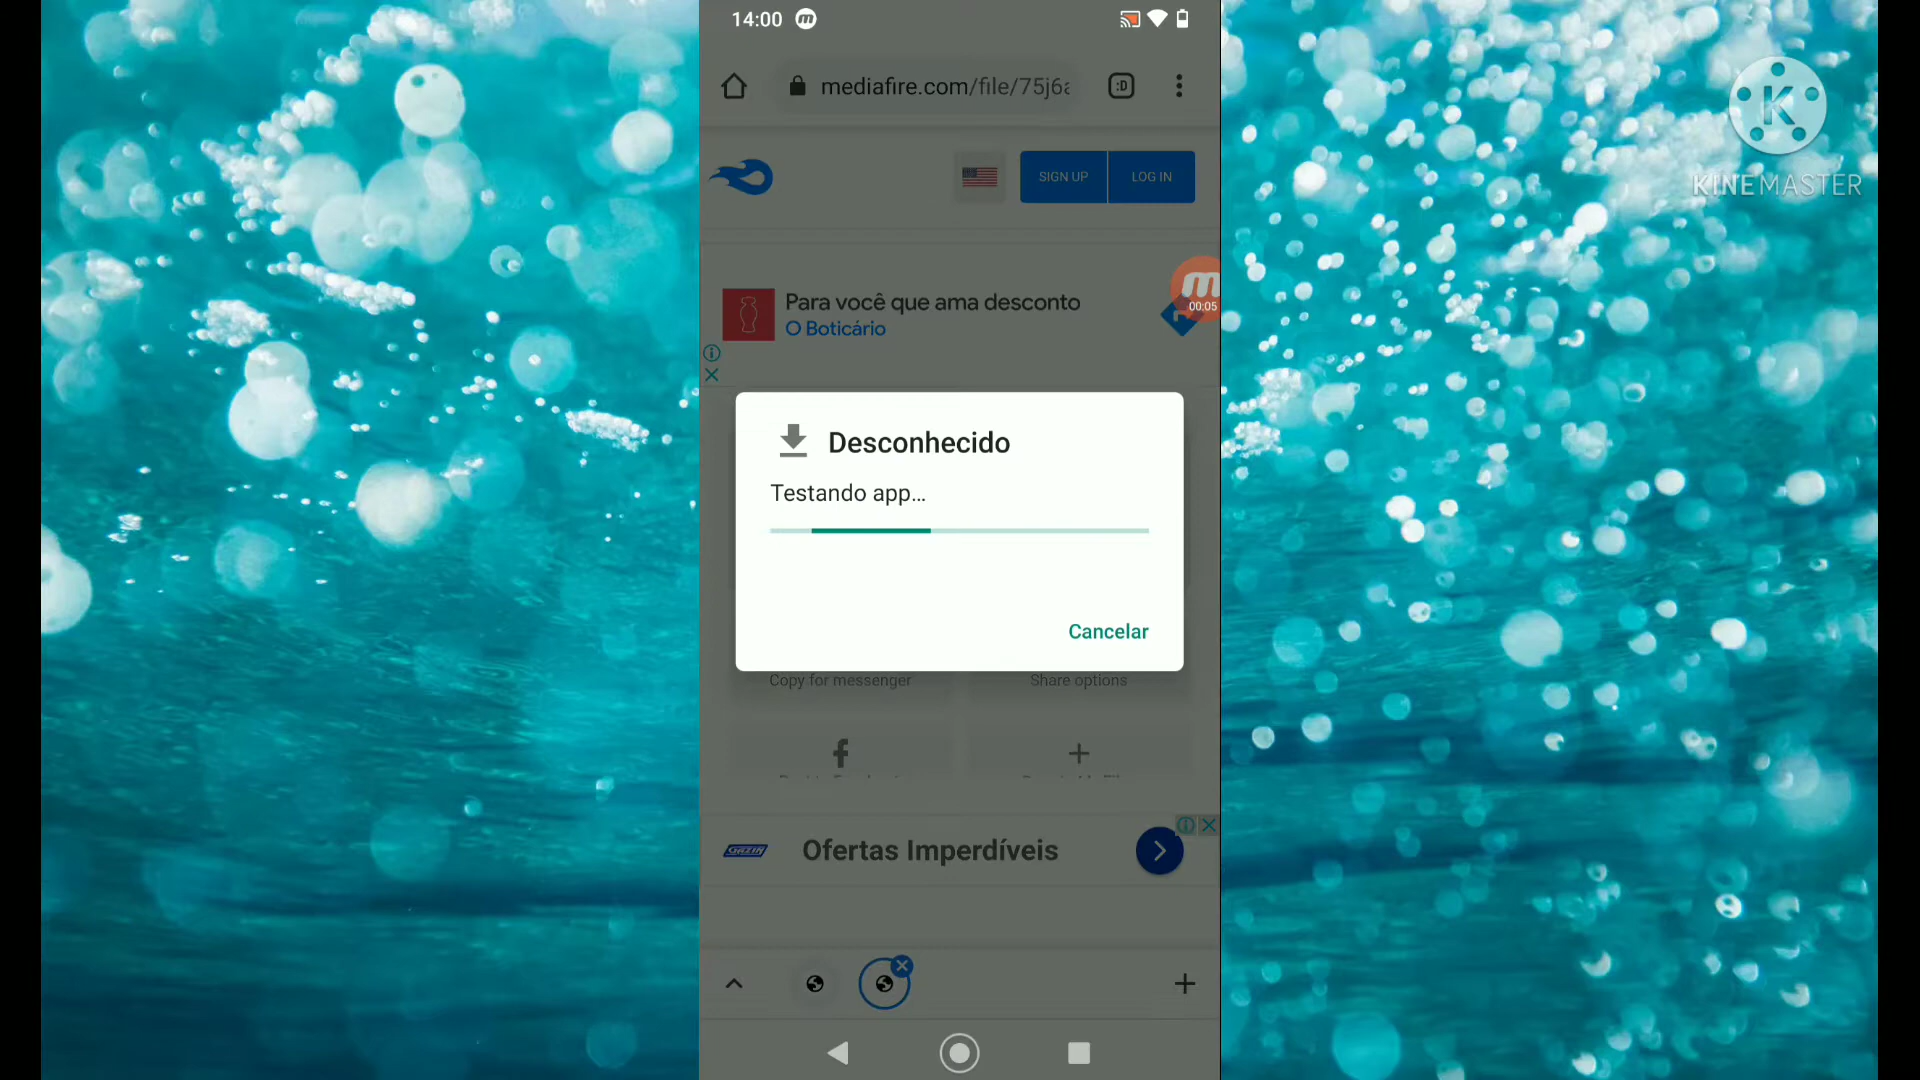 14:00
mediafire.com/file/75j6
:D
SIGN UP
LOG IN
Para você que ama desconto
O Boticário
00:05
Desconhecido
Testando app...
Cancelar
Copy for messenger
Share options
GAZIN
Ofertas Imperdíveis
K
KINEMASTER